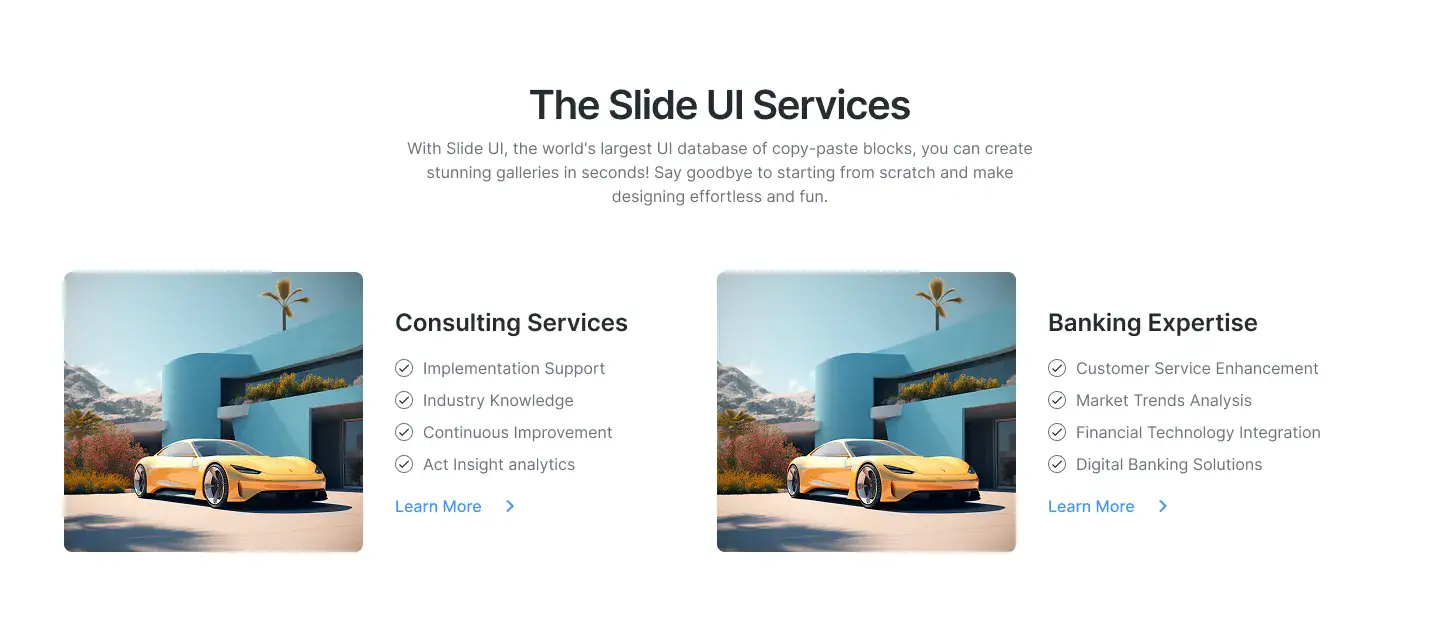 The Slide UI Services
With Slide UI, the world's largest UI database of copy-paste blocks, you can create
stunning galleries in seconds! Say goodbye to starting from scratch and make
designing effortless and fun.
Consulting Services
Implementation Support
Industry Knowledge
Continuous Improvement
Act Insight analytics
Learn More
Banking Expertise
Customer Service Enhancement
Market Trends Analysis
Financial Technology Integration
Digital Banking Solutions
Learn More